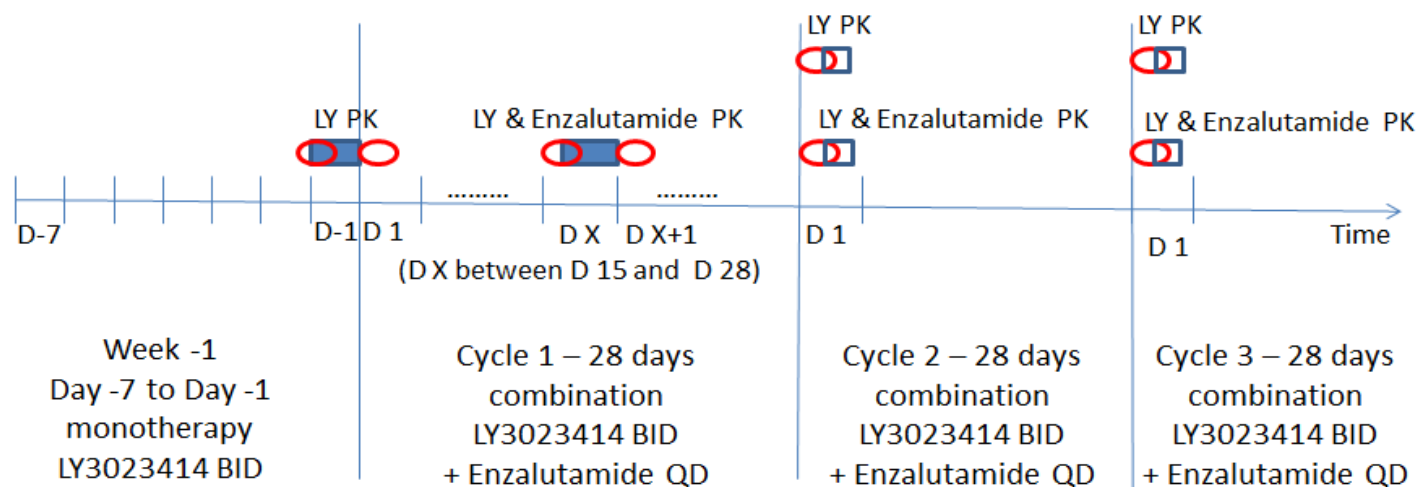 LY PK
LY PK
LY PK
LY & Enzalutamide PK
LY & Enzalutamide PK
LY & Enzalutamide PK
.........
.........
D-7
D-1
D 1
D X
D X+1
D 1
D 1
Time
(D X between D 15 and D 28)
Week -1
Day -7 to Day -1
monotherapy
LY3023414 BID
Cycle 1 – 28 days
combination
LY3023414 BID
+ Enzalutamide QD
Cycle 2 – 28 days
combination
LY3023414 BID
+ Enzalutamide QD
Cycle 3 – 28 days
combination
LY3023414 BID
+ Enzalutamide QD